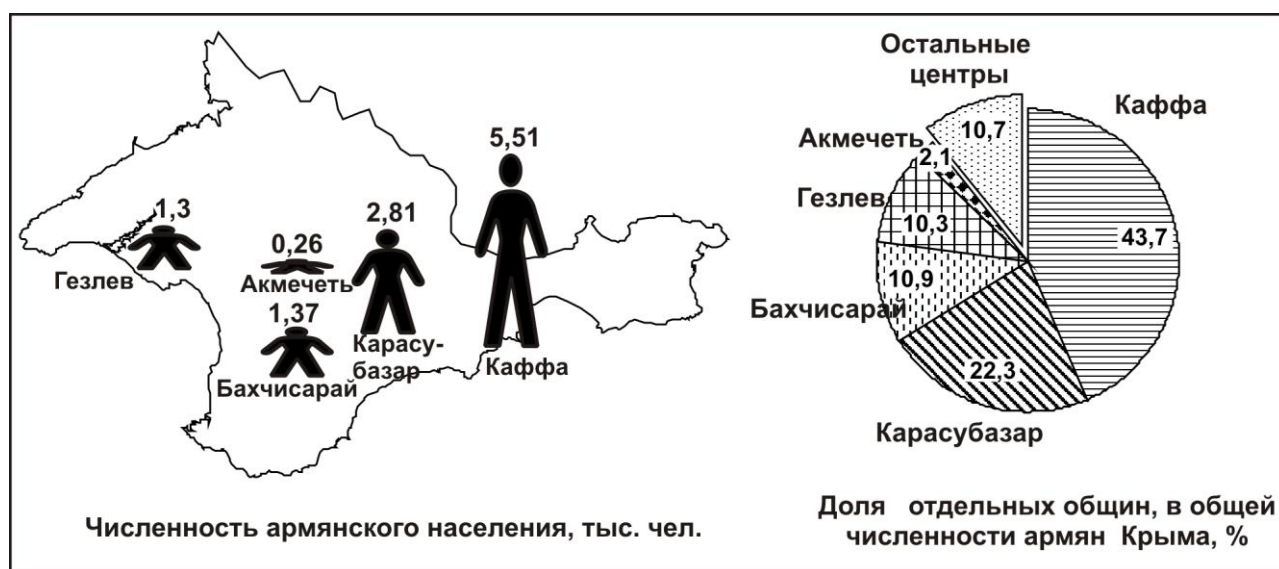 5,51
1,3
2,81
0,26
Гезлев
Акмечеть
1,37
Карасу-
базар
Бахчисарай
Каффа
Численность армянского населения, тыс. чел.
Остальные
центры
Каффа
10,7
Акмечеть
2,1
Гезлев
10,3
43,7
Бахчисарай
10,9
22,3
Карасубазар
Доля отдельных общин, в общей
численности армян Крыма, %